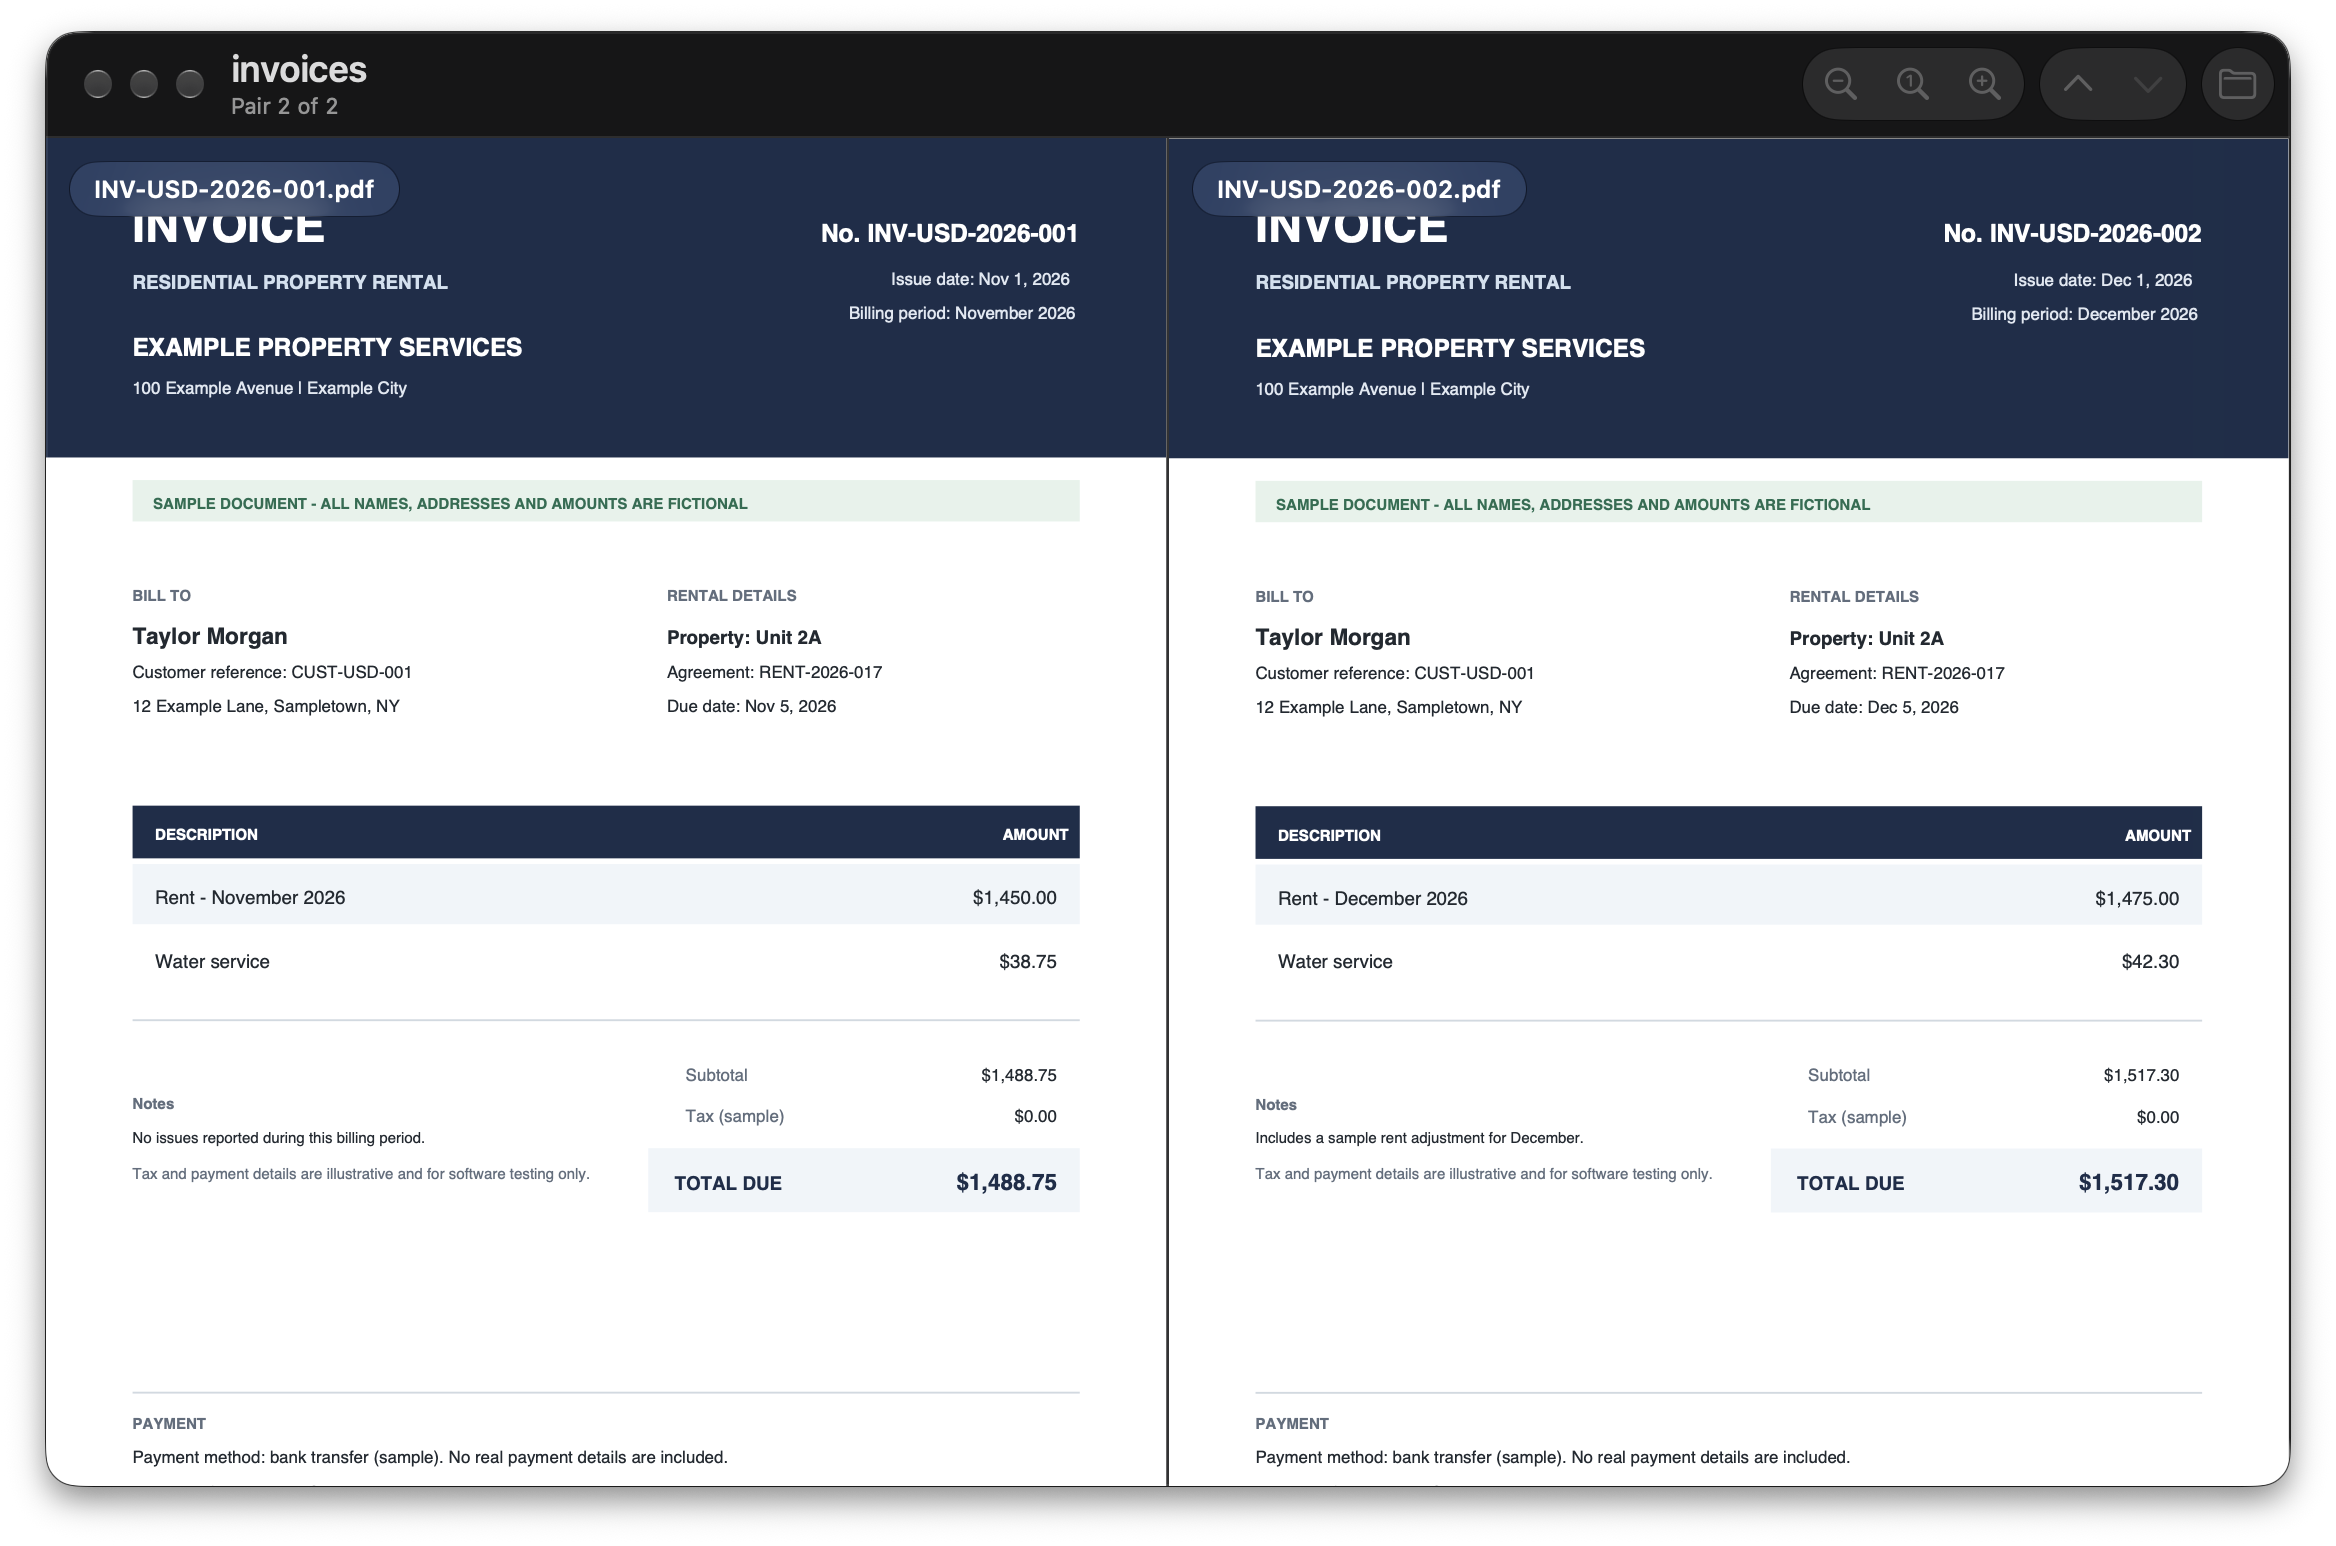 invoices
Pair 2 of 2
INV-USD-2026-001.pdf
INVOICE
No. INV-USD-2026-001
RESIDENTIAL PROPERTY RENTAL
Issue date: Nov 1, 2026
Billing period: November 2026
EXAMPLE PROPERTY SERVICES
100 Example Avenue | Example City
SAMPLE DOCUMENT - ALL NAMES, ADDRESSES AND AMOUNTS ARE FICTIONAL
BILL TO
Taylor Morgan
Customer reference: CUST-USD-001
12 Example Lane, Sampletown, NY
RENTAL DETAILS
Property: Unit 2A
Agreement: RENT-2026-017
Due date: Nov 5, 2026
DESCRIPTION AMOUNT
Rent - November 2026 $1,450.00
Water service $38.75
Subtotal $1,488.75
Tax (sample) $0.00
TOTAL DUE $1,488.75
Notes
No issues reported during this billing period.
Tax and payment details are illustrative and for software testing only.
PAYMENT
Payment method: bank transfer (sample). No real payment details are included.
INV-USD-2026-002.pdf
INVOICE
No. INV-USD-2026-002
RESIDENTIAL PROPERTY RENTAL
Issue date: Dec 1, 2026
Billing period: December 2026
EXAMPLE PROPERTY SERVICES
100 Example Avenue | Example City
SAMPLE DOCUMENT - ALL NAMES, ADDRESSES AND AMOUNTS ARE FICTIONAL
BILL TO
Taylor Morgan
Customer reference: CUST-USD-001
12 Example Lane, Sampletown, NY
RENTAL DETAILS
Property: Unit 2A
Agreement: RENT-2026-017
Due date: Dec 5, 2026
DESCRIPTION AMOUNT
Rent - December 2026 $1,475.00
Water service $42.30
Subtotal $1,517.30
Tax (sample) $0.00
TOTAL DUE $1,517.30
Notes
Includes a sample rent adjustment for December.
Tax and payment details are illustrative and for software testing only.
PAYMENT
Payment method: bank transfer (sample). No real payment details are included.